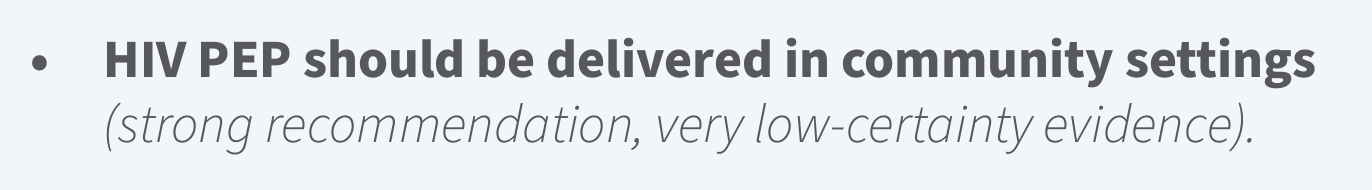 • HIV PEP should be delivered in community settings
(strong recommendation, very low-certainty evidence).